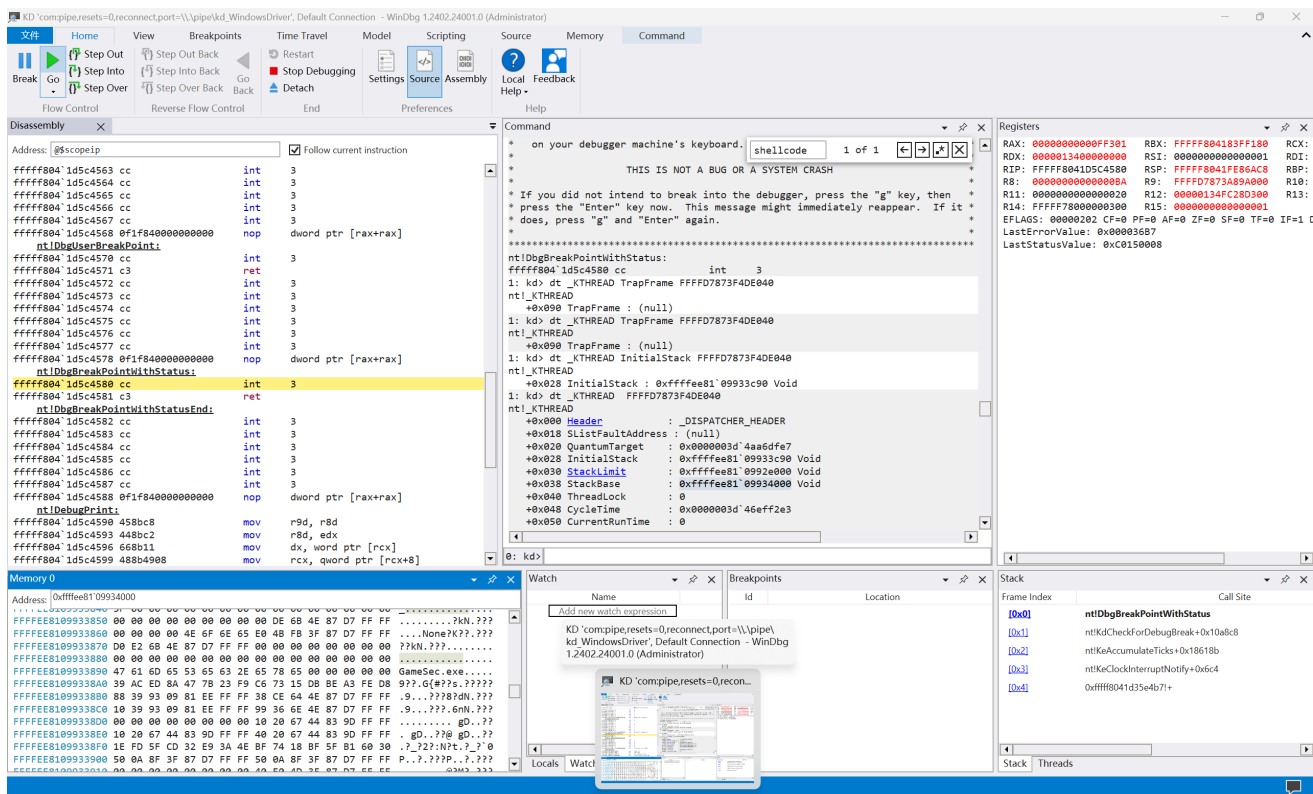 KD 'com:pipe,resets=0,reconnect,port=\\.\pipe\kd_WindowsDriver', Default Connection - WinDbg 1.2402.24001.0 (Administrator)
文件 Home View Breakpoints Time Travel Model Scripting Source Memory Command
Break Go Step Out Step Into Step Over Step Out Back Step Into Back Step Over Back Go Back Restart Stop Debugging Detach Settings Source Assembly Local Help Feedback
Flow Control Reverse Flow Control End Preferences Help
Disassembly
Address: @$scopeip Follow current instruction
fffff804`1d5c4563 cc int 3
fffff804`1d5c4564 cc int 3
fffff804`1d5c4565 cc int 3
fffff804`1d5c4566 cc int 3
fffff804`1d5c4567 cc int 3
fffff804`1d5c4568 0f1f840000000000 nop dword ptr [rax+rax]
nt!DbgUserBreakPoint:
fffff804`1d5c4570 cc int 3
fffff804`1d5c4571 c3 ret
fffff804`1d5c4572 cc int 3
fffff804`1d5c4573 cc int 3
fffff804`1d5c4574 cc int 3
fffff804`1d5c4575 cc int 3
fffff804`1d5c4576 cc int 3
fffff804`1d5c4577 cc int 3
fffff804`1d5c4578 0f1f840000000000 nop dword ptr [rax+rax]
nt!DbgBreakPointWithStatus:
fffff804`1d5c4580 cc int 3
fffff804`1d5c4581 c3 ret
nt!DbgBreakPointWithStatusEnd:
fffff804`1d5c4582 cc int 3
fffff804`1d5c4583 cc int 3
fffff804`1d5c4584 cc int 3
fffff804`1d5c4585 cc int 3
fffff804`1d5c4586 cc int 3
fffff804`1d5c4587 cc int 3
fffff804`1d5c4588 0f1f840000000000 nop dword ptr [rax+rax]
nt!DebugPrint:
fffff804`1d5c4590 458bc8 mov r9d, r8d
fffff804`1d5c4593 448bc2 mov r8d, edx
fffff804`1d5c4596 668b11 mov dx, word ptr [rcx]
fffff804`1d5c4599 488b4908 mov rcx, qword ptr [rcx+8]
Command
shellcode 1 of 1
* on your debugger machine's keyboard.
* *
* THIS IS NOT A BUG OR A SYSTEM CRASH *
* *
* If you did not intend to break into the debugger, press the "g" key, then *
* press the "Enter" key now. This message might immediately reappear. If it *
* does, press "g" and "Enter" again. *
* *
*******************************************************************************
nt!DbgBreakPointWithStatus:
fffff804`1d5c4580 cc int 3
1: kd> dt _KTHREAD TrapFrame FFFFD7873F4DE040
nt!_KTHREAD
+0x090 TrapFrame : (null)
1: kd> dt _KTHREAD TrapFrame FFFFD7873F4DE040
nt!_KTHREAD
+0x090 TrapFrame : (null)
1: kd> dt _KTHREAD InitialStack FFFFD7873F4DE040
nt!_KTHREAD
+0x028 InitialStack : 0xffffee81`09933c90 Void
1: kd> dt _KTHREAD FFFFD7873F4DE040
nt!_KTHREAD
+0x000 Header : _DISPATCHER_HEADER
+0x018 SListFaultAddress : (null)
+0x020 QuantumTarget : 0x0000003d`4aa6dfe7
+0x028 InitialStack : 0xffffee81`09933c90 Void
+0x030 StackLimit : 0xffffee81`0992e000 Void
+0x038 StackBase : 0xffffee81`09934000 Void
+0x040 ThreadLock : 0
+0x048 CycleTime : 0x0000003d`46eff2e3
+0x050 CurrentRunTime : 0
0: kd>
Registers
RAX: 00000000000FF301 RBX: FFFFF804183FF180 RCX:
RDX: 0000013400000000 RSI: 0000000000000001 RDI:
RIP: FFFFF8041D5C4580 RSP: FFFFF8041FE86AC8 RBP:
R8: 00000000000000BA R9: FFFFD7873A89A000 R10:
R11: 0000000000000020 R12: 00000134FC28D300 R13:
R14: FFFFF78000000300 R15: 0000000000000001
EFLAGS: 00000202 CF=0 PF=0 AF=0 ZF=0 SF=0 TF=0 IF=1
LastErrorValue: 0x000036B7
LastStatusValue: 0xC0150008
Memory 0
Address: 0xffffee81`09934000
FFFFEE8109933850 00 00 00 00 00 00 00 00 00 DE 6B 4E 87 D7 FF FF .........?kN.???
FFFFEE8109933860 00 00 00 00 4E 6F 6E 65 E0 4B FB 3F 87 D7 FF FF ....None?K??.???
FFFFEE8109933870 D0 E2 6B 4E 87 D7 FF FF 00 00 00 00 00 00 00 00 ??kN.???........
FFFFEE8109933880 00 00 00 00 00 00 00 00 00 00 00 00 00 00 00 00 ................
FFFFEE8109933890 47 61 6D 65 53 65 63 2E 65 78 65 00 00 00 00 00 GameSec.exe.....
FFFFEE81099338A0 39 AC ED 8A 47 7B 23 F9 C6 73 15 DB BE A3 FE D8 9??.G{#??s.?????
FFFFEE81099338B0 88 39 93 09 81 EE FF FF 38 CE 64 4E 87 D7 FF FF .9...???8?dN.???
FFFFEE81099338C0 10 39 93 09 81 EE FF FF 99 36 6E 4E 87 D7 FF FF .9...???.6nN.???
FFFFEE81099338D0 00 00 00 00 00 00 00 00 10 20 67 44 83 9D FF FF ......... gD..??
FFFFEE81099338E0 10 20 67 44 83 9D FF FF 40 20 67 44 83 9D FF FF . gD..??@ gD..??
FFFFEE81099338F0 1E FD 5F CD 32 E9 3A 4E BF 74 18 BF 5F B1 60 30 .?_?2?:N?t.?_?`0
FFFFEE8109933900 50 0A 8F 3F 87 D7 FF FF 50 0A 8F 3F 87 D7 FF FF P..?.???P..?.???
Watch
Name
Add new watch expression
KD 'com:pipe,resets=0,reconnect,port=\\.\pipe\
kd_WindowsDriver', Default Connection - WinDbg
1.2402.24001.0 (Administrator)
KD 'com:pipe,resets=0,recon...
Locals Watch
Breakpoints
Id Location
Stack
Frame Index Call Site
[0x0] nt!DbgBreakPointWithStatus
[0x1] nt!KdCheckForDebugBreak+0x10a8c8
[0x2] nt!KeAccumulateTicks+0x18618b
[0x3] nt!KeClockInterruptNotify+0x6c4
[0x4] 0xfffff8041d35e4b7!+
Stack Threads